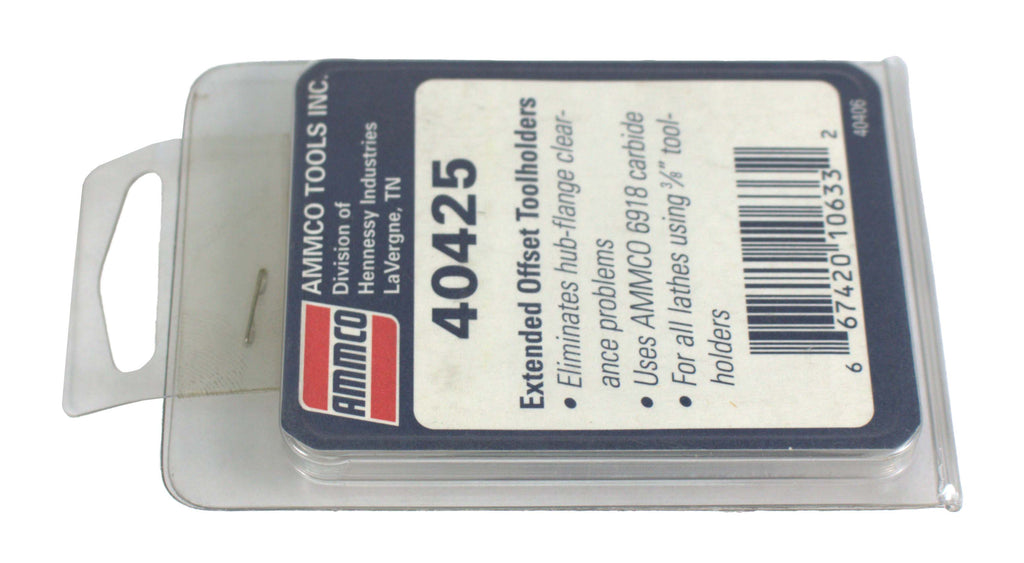 AMMCO
AMMCO TOOLS INC.
Division of
Hennessy Industries
LaVergne, TN
40425
Extended Offset Toolholders
• Eliminates hub-flange clear-
ance problems
• Uses AMMCO 6918 carbide
• For all lathes using 3/8" tool-
holders
6 67420 10633 2
40406